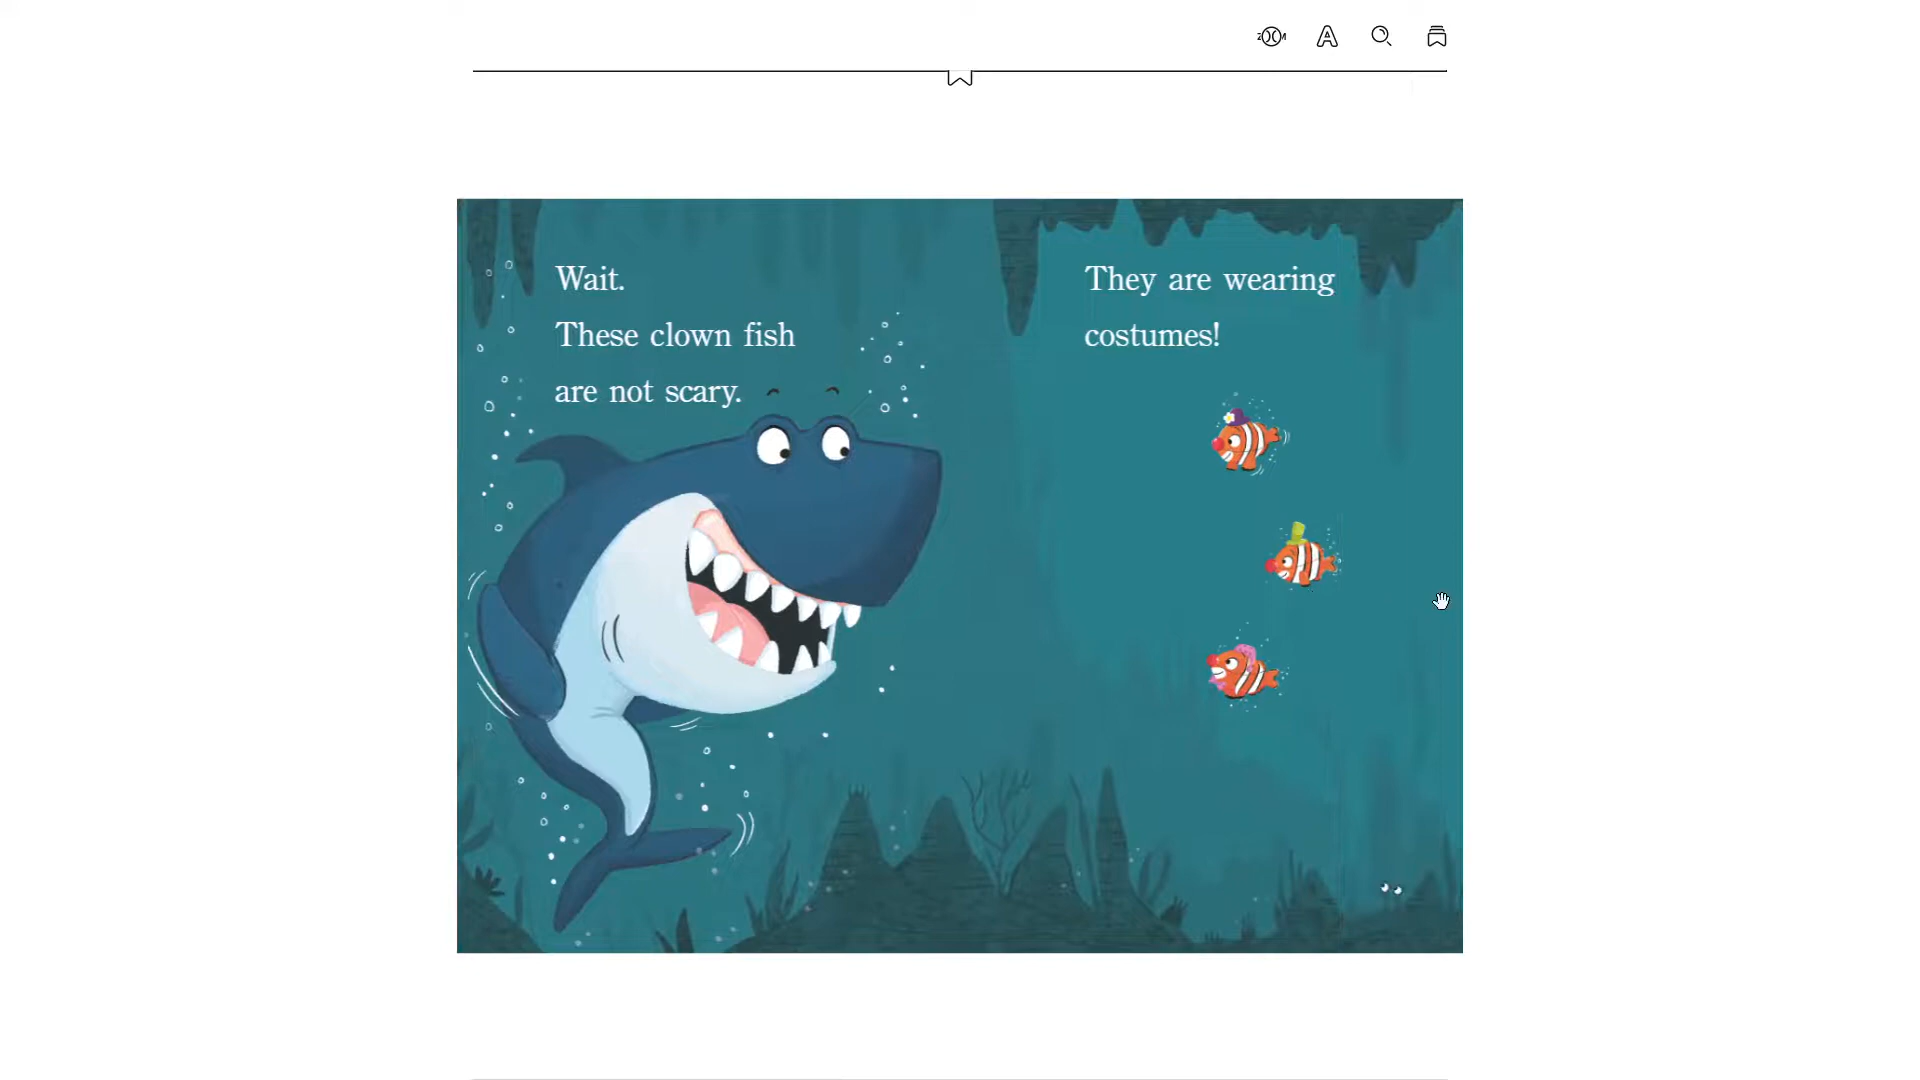 Wait.
These clown fish
are not scary.
They are wearing
costumes!